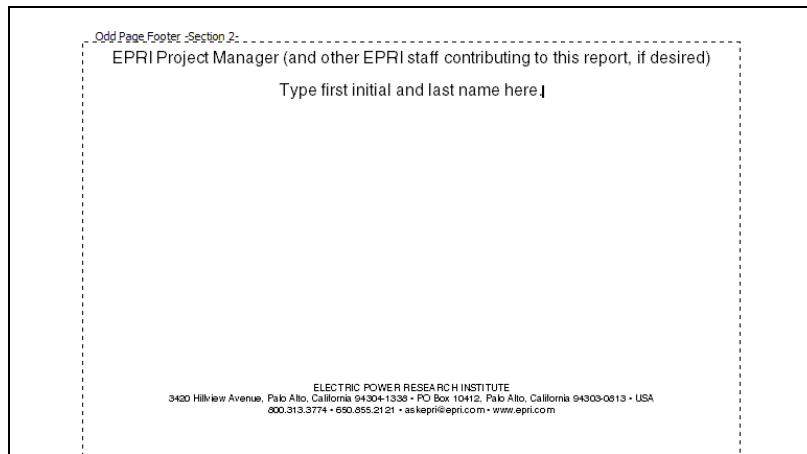 Odd Page Footer -Section 2-
EPRI Project Manager (and other EPRI staff contributing to this report, if desired)
Type first initial and last name here.
ELECTRIC POWER RESEARCH INSTITUTE
3420 Hillview Avenue, Palo Alto, California 94304-1338 • PO Box 10412, Palo Alto, California 94303-0813 • USA
800.313.3774 • 650.855.2121 • askepri@epri.com • www.epri.com